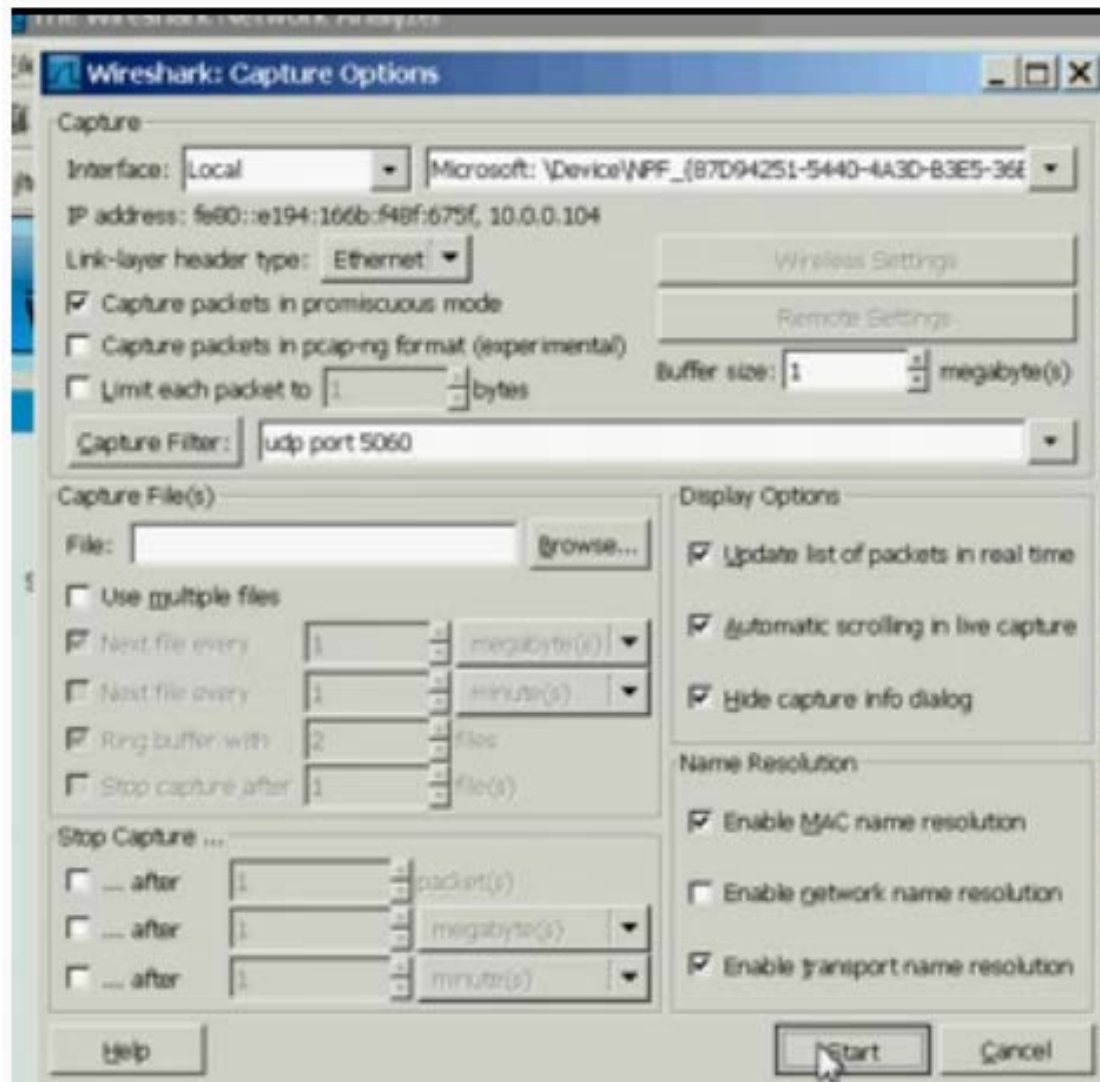 The Wireshark Network Analyzer
Wireshark: Capture Options
Capture
Interface: Local Microsoft: \Device\NPF_{87D94251-5440-4A3D-B3E5-36E
IP address: fe80::e194:166b:f48f:675f, 10.0.0.104
Link-layer header type: Ethernet Wireless Settings
Capture packets in promiscuous mode
Remote Settings
Capture packets in pcap-ng format (experimental)
Buffer size: 1 megabyte(s)
Limit each packet to 1 bytes
Capture Filter: udp port 5060
Capture File(s)
File: Browse...
Use multiple files
Next file every 1 megabyte(s)
Next file every 1 minute(s)
Ring buffer with 2 files
Stop capture after 1 file(s)
Stop Capture ...
... after 1 packet(s)
... after 1 megabyte(s)
... after 1 minute(s)
Display Options
Update list of packets in real time
Automatic scrolling in live capture
Hide capture info dialog
Name Resolution
Enable MAC name resolution
Enable network name resolution
Enable transport name resolution
Help Start Cancel